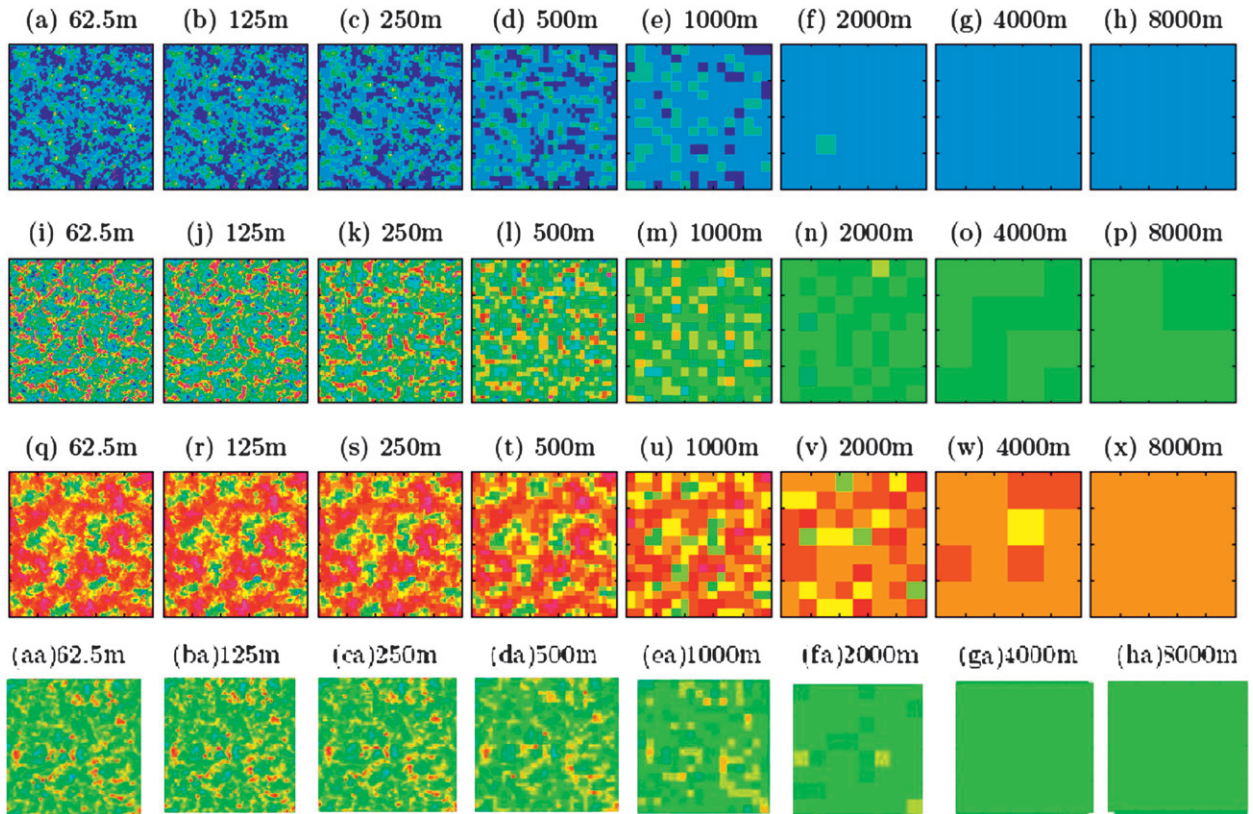 (a) 62.5m (b) 125m (c) 250m (d) 500m (e) 1000m (f) 2000m (g) 4000m (h) 8000m
(i) 62.5m (j) 125m (k) 250m (l) 500m (m) 1000m (n) 2000m (o) 4000m (p) 8000m
(q) 62.5m (r) 125m (s) 250m (t) 500m (u) 1000m (v) 2000m (w) 4000m (x) 8000m
(aa)62.5m (ba)125m (ca)250m (da)500m (ea)1000m (fa)2000m (ga)4000m (ha)8000m